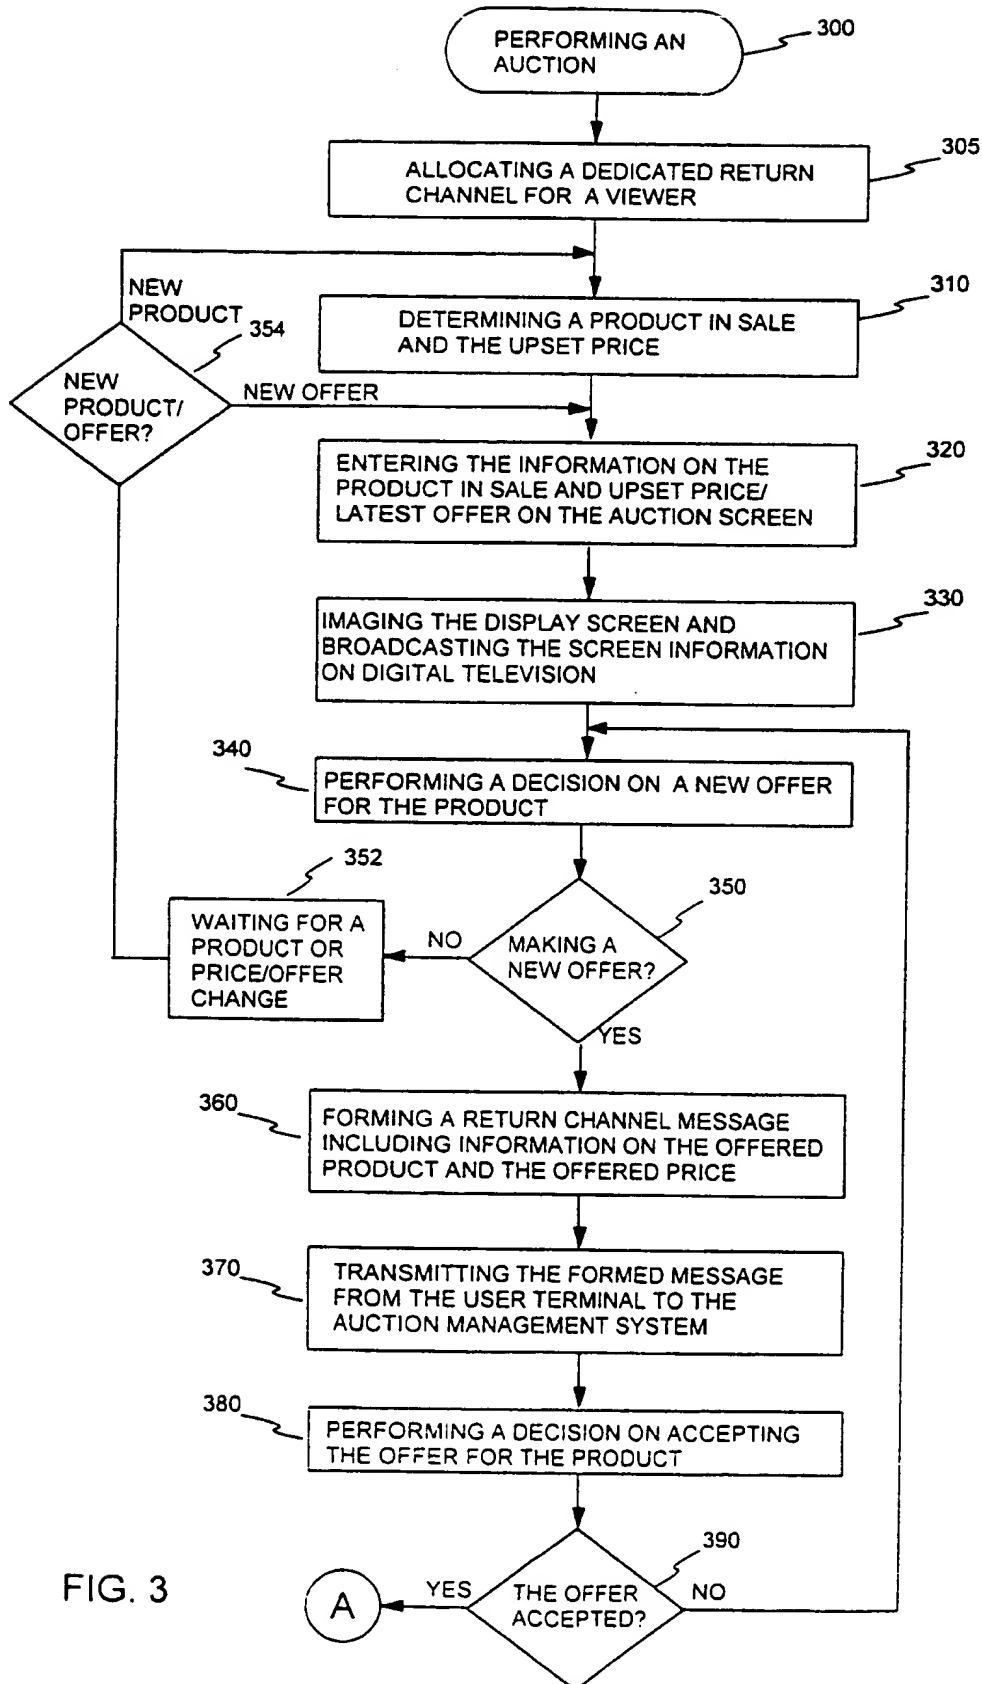 PERFORMING AN
AUCTION
300
305
ALLOCATING A DEDICATED RETURN
CHANNEL FOR A VIEWER
NEW
PRODUCT
310
354
DETERMINING A PRODUCT IN SALE
AND THE UPSET PRICE
NEW
PRODUCT/
OFFER?
NEW OFFER
320
ENTERING THE INFORMATION ON THE
PRODUCT IN SALE AND UPSET PRICE/
LATEST OFFER ON THE AUCTION SCREEN
330
IMAGING THE DISPLAY SCREEN AND
BROADCASTING THE SCREEN INFORMATION
ON DIGITAL TELEVISION
340
PERFORMING A DECISION ON A NEW OFFER
FOR THE PRODUCT
352
350
WAITING FOR A
PRODUCT OR
PRICE/OFFER
CHANGE
NO
MAKING A
NEW OFFER?
YES
360
FORMING A RETURN CHANNEL MESSAGE
INCLUDING INFORMATION ON THE OFFERED
PRODUCT AND THE OFFERED PRICE
370
TRANSMITTING THE FORMED MESSAGE
FROM THE USER TERMINAL TO THE
AUCTION MANAGEMENT SYSTEM
380
PERFORMING A DECISION ON ACCEPTING
THE OFFER FOR THE PRODUCT
390
FIG. 3
A
YES
THE OFFER
ACCEPTED?
NO